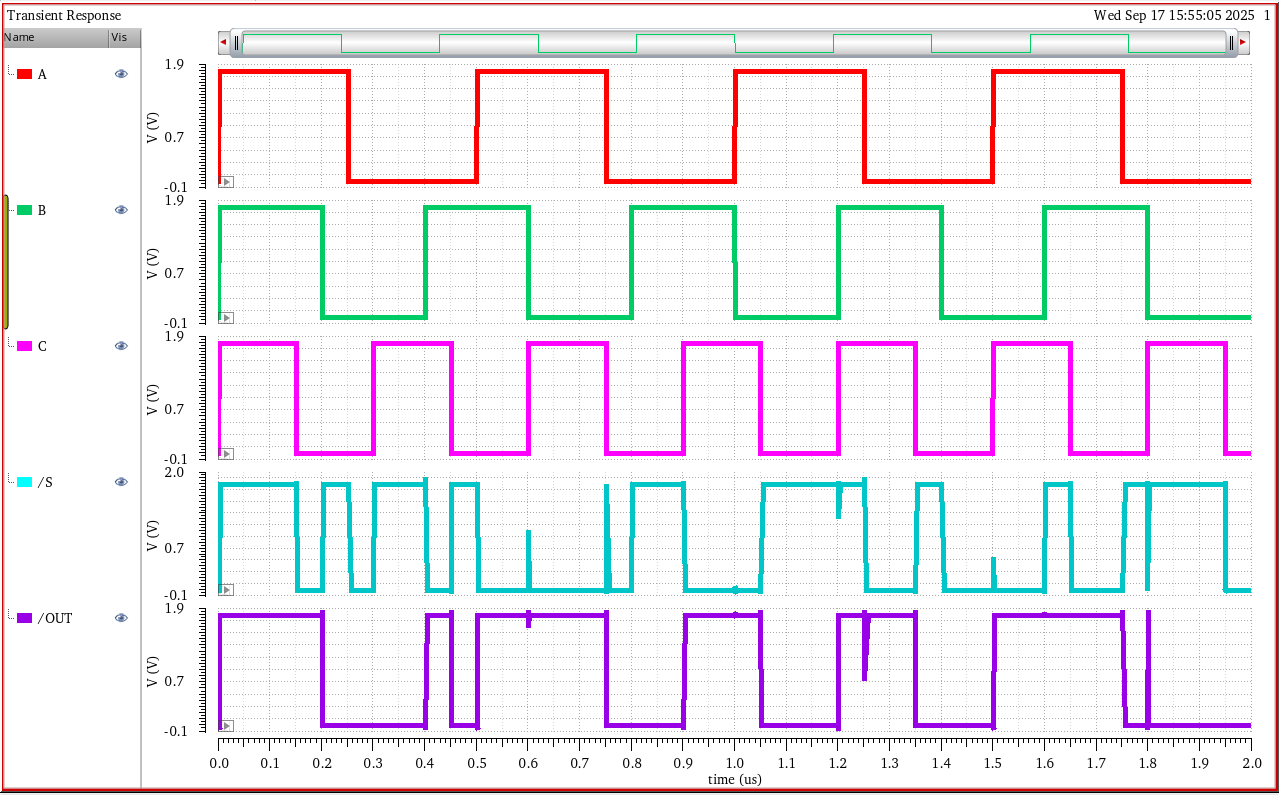 Transient Response
Wed Sep 17 15:55:05 2025 1
Name Vis
A
1.9
V (V)
0.7
-0.1
B
1.9
V (V)
0.7
-0.1
C
1.9
V (V)
0.7
-0.1
/S
2.0
V (V)
0.7
-0.1
/OUT
1.9
V (V)
0.7
-0.1
0.0 0.1 0.2 0.3 0.4 0.5 0.6 0.7 0.8 0.9 1.0 1.1 1.2 1.3 1.4 1.5 1.6 1.7 1.8 1.9 2.0
time (us)